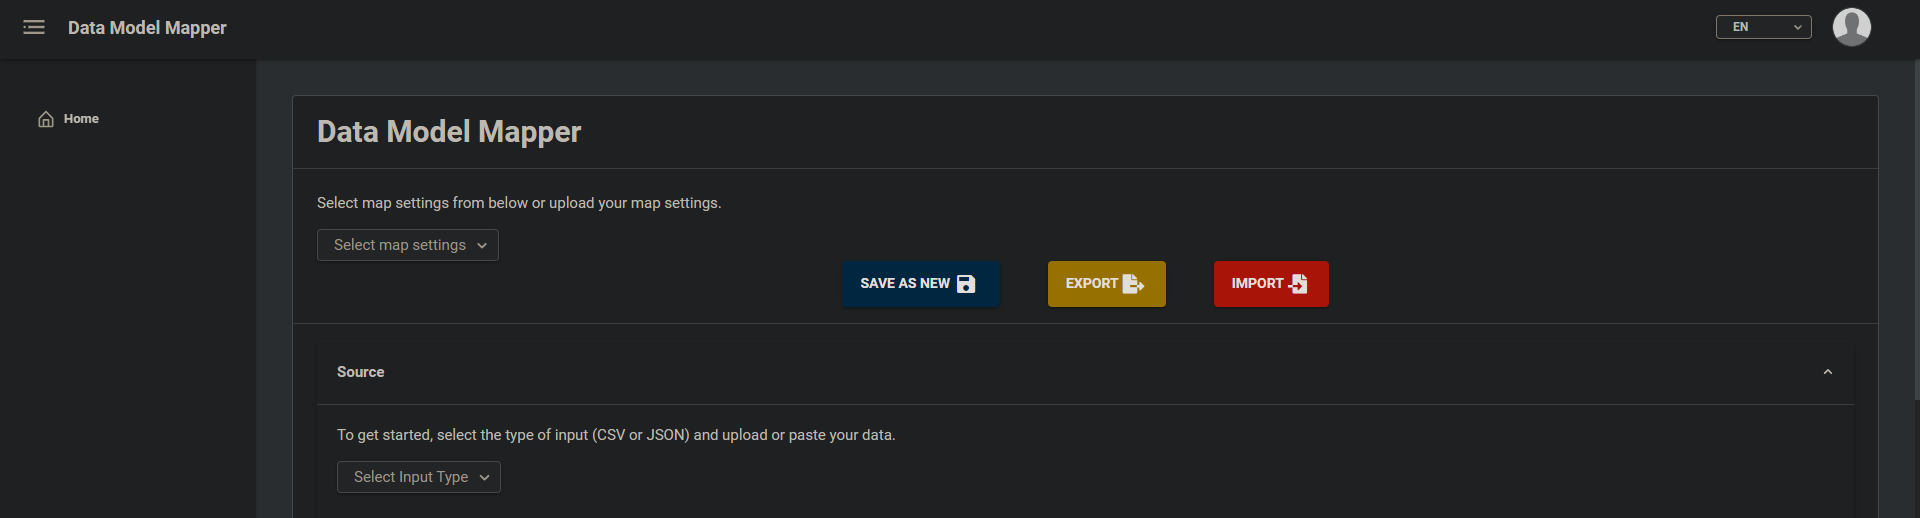 Data Model Mapper
EN
Home
Data Model Mapper
Select map settings from below or upload your map settings.
Select map settings
SAVE AS NEW
EXPORT
IMPORT
Source
To get started, select the type of input (CSV or JSON) and upload or paste your data.
Select Input Type